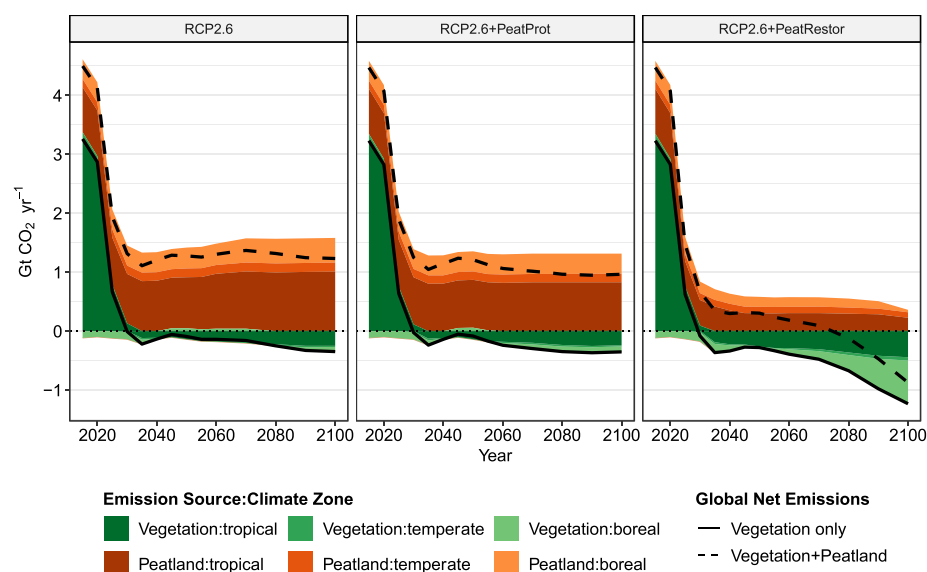 RCP2.6 RCP2.6+PeatProt RCP2.6+PeatRestor
4
3
2
1
0
−1
Gt CO₂ yr⁻¹
2020 2040 2060 2080 2100 2020 2040 2060 2080 2100 2020 2040 2060 2080 2100
Year
Emission Source:Climate Zone Global Net Emissions
Vegetation:tropical Vegetation:temperate Vegetation:boreal Vegetation only
Peatland:tropical Peatland:temperate Peatland:boreal Vegetation+Peatland